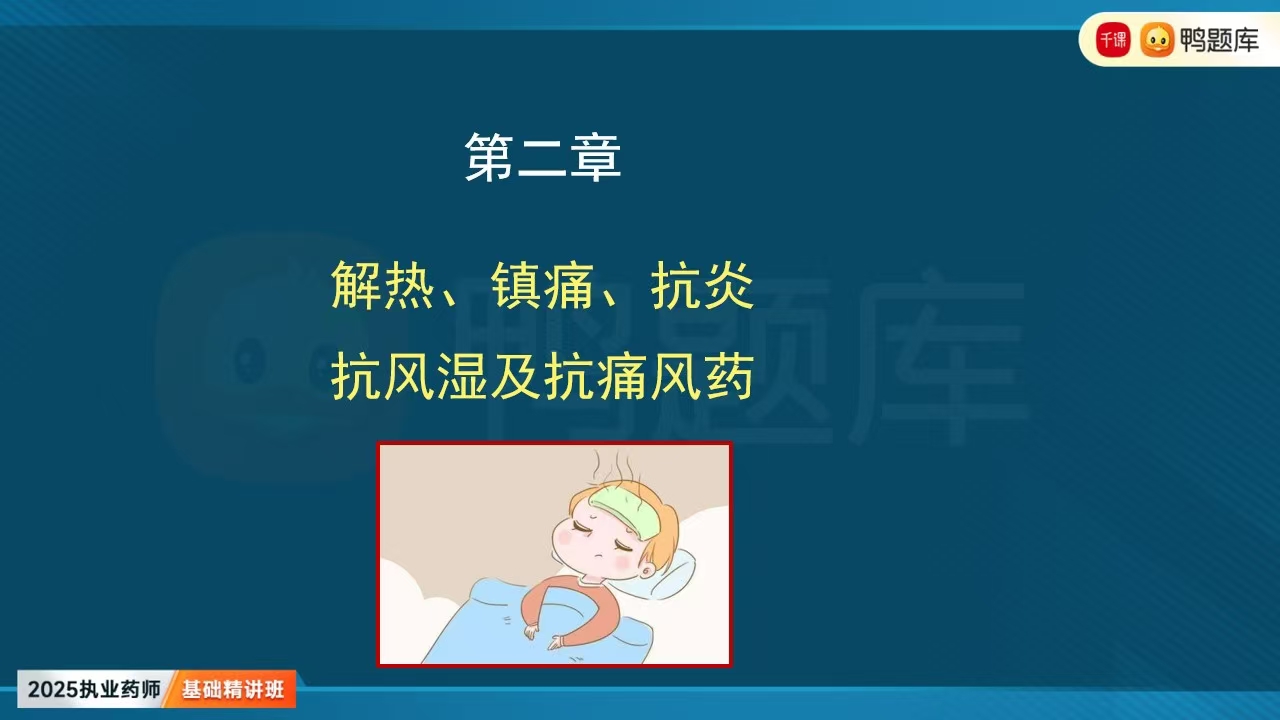 千课 鸭题库
第二章
解热、镇痛、抗炎
抗风湿及抗痛风药
鸭题库
2025执业药师 基础精讲班